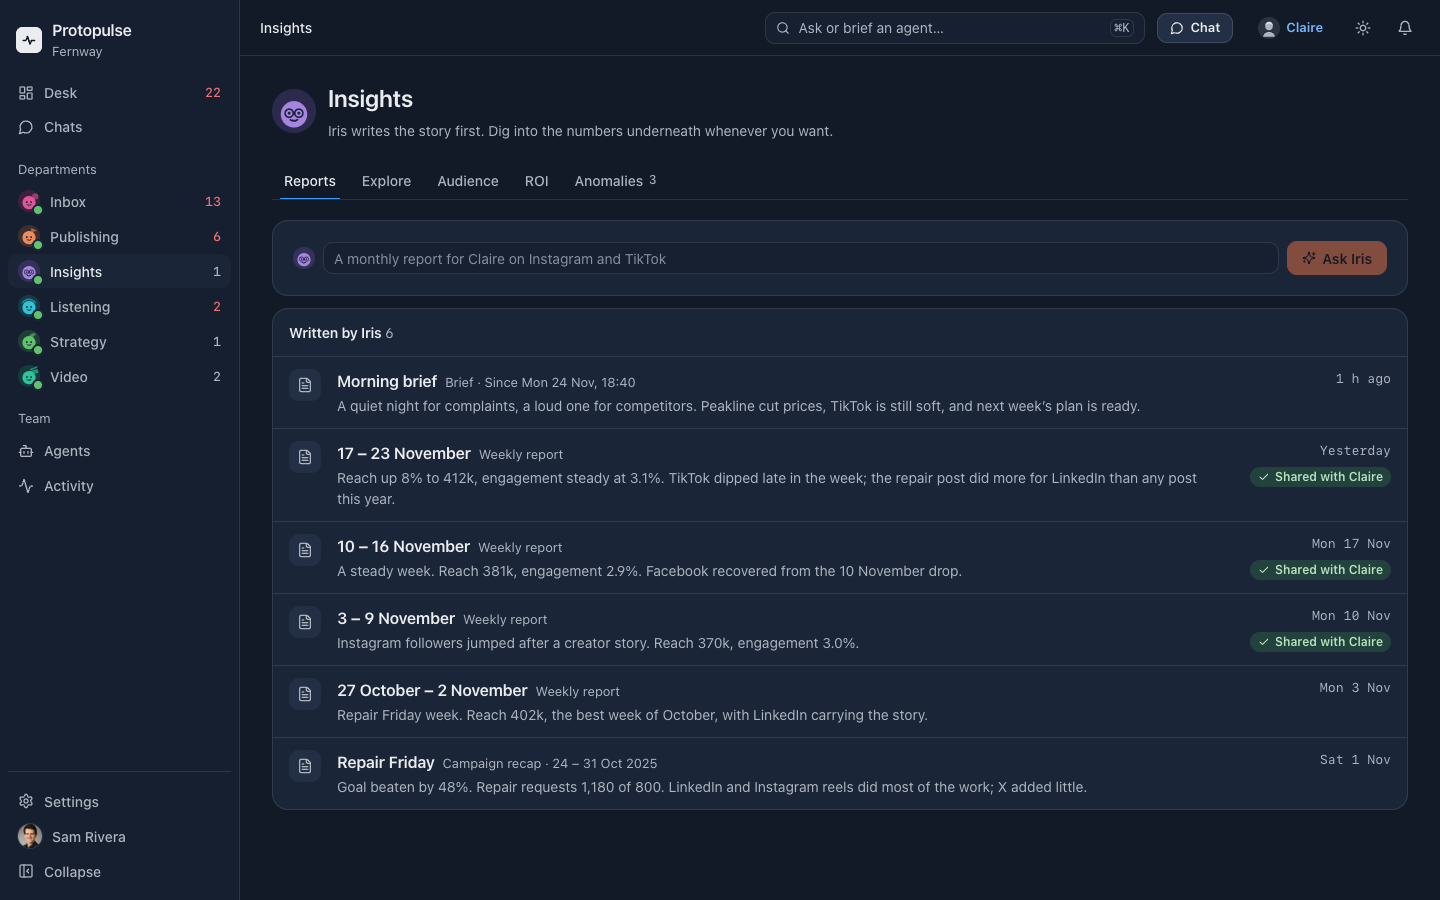 Protopulse
Fernway
Desk 22
Chats
Departments
Inbox 13
Publishing 6
Insights 1
Listening 2
Strategy 1
Video 2
Team
Agents
Activity
Settings
Sam Rivera
Collapse
Insights
Ask or brief an agent... ⌘K
Chat
Claire
Insights
Iris writes the story first. Dig into the numbers underneath whenever you want.
Reports Explore Audience ROI Anomalies 3
A monthly report for Claire on Instagram and TikTok
Ask Iris
Written by Iris 6
Morning brief Brief · Since Mon 24 Nov, 18:40 1 h ago
A quiet night for complaints, a loud one for competitors. Peakline cut prices, TikTok is still soft, and next week's plan is ready.
17 – 23 November Weekly report Yesterday
Reach up 8% to 412k, engagement steady at 3.1%. TikTok dipped late in the week; the repair post did more for LinkedIn than any post
this year.
Shared with Claire
10 – 16 November Weekly report Mon 17 Nov
A steady week. Reach 381k, engagement 2.9%. Facebook recovered from the 10 November drop.
Shared with Claire
3 – 9 November Weekly report Mon 10 Nov
Instagram followers jumped after a creator story. Reach 370k, engagement 3.0%.
Shared with Claire
27 October – 2 November Weekly report Mon 3 Nov
Repair Friday week. Reach 402k, the best week of October, with LinkedIn carrying the story.
Repair Friday Campaign recap · 24 – 31 Oct 2025 Sat 1 Nov
Goal beaten by 48%. Repair requests 1,180 of 800. LinkedIn and Instagram reels did most of the work; X added little.